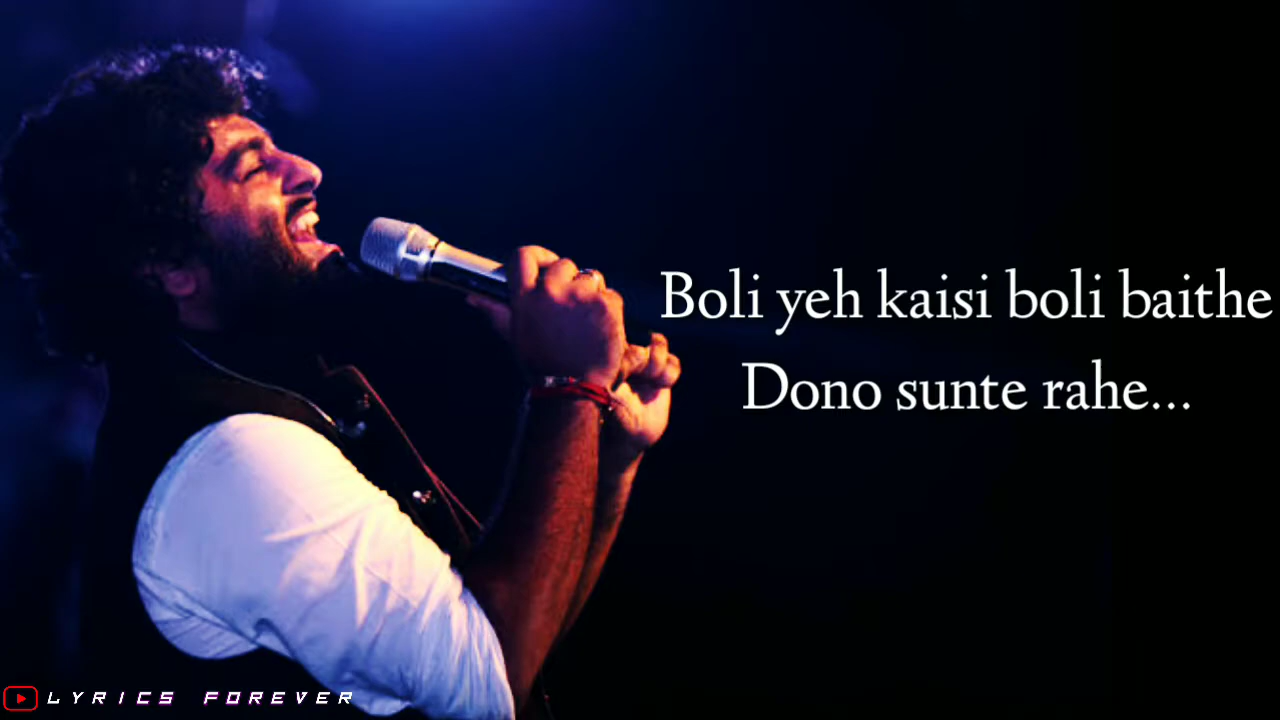 Boli yeh kaisi boli baithe
Dono sunte rahe...
LYRICS FOREVER